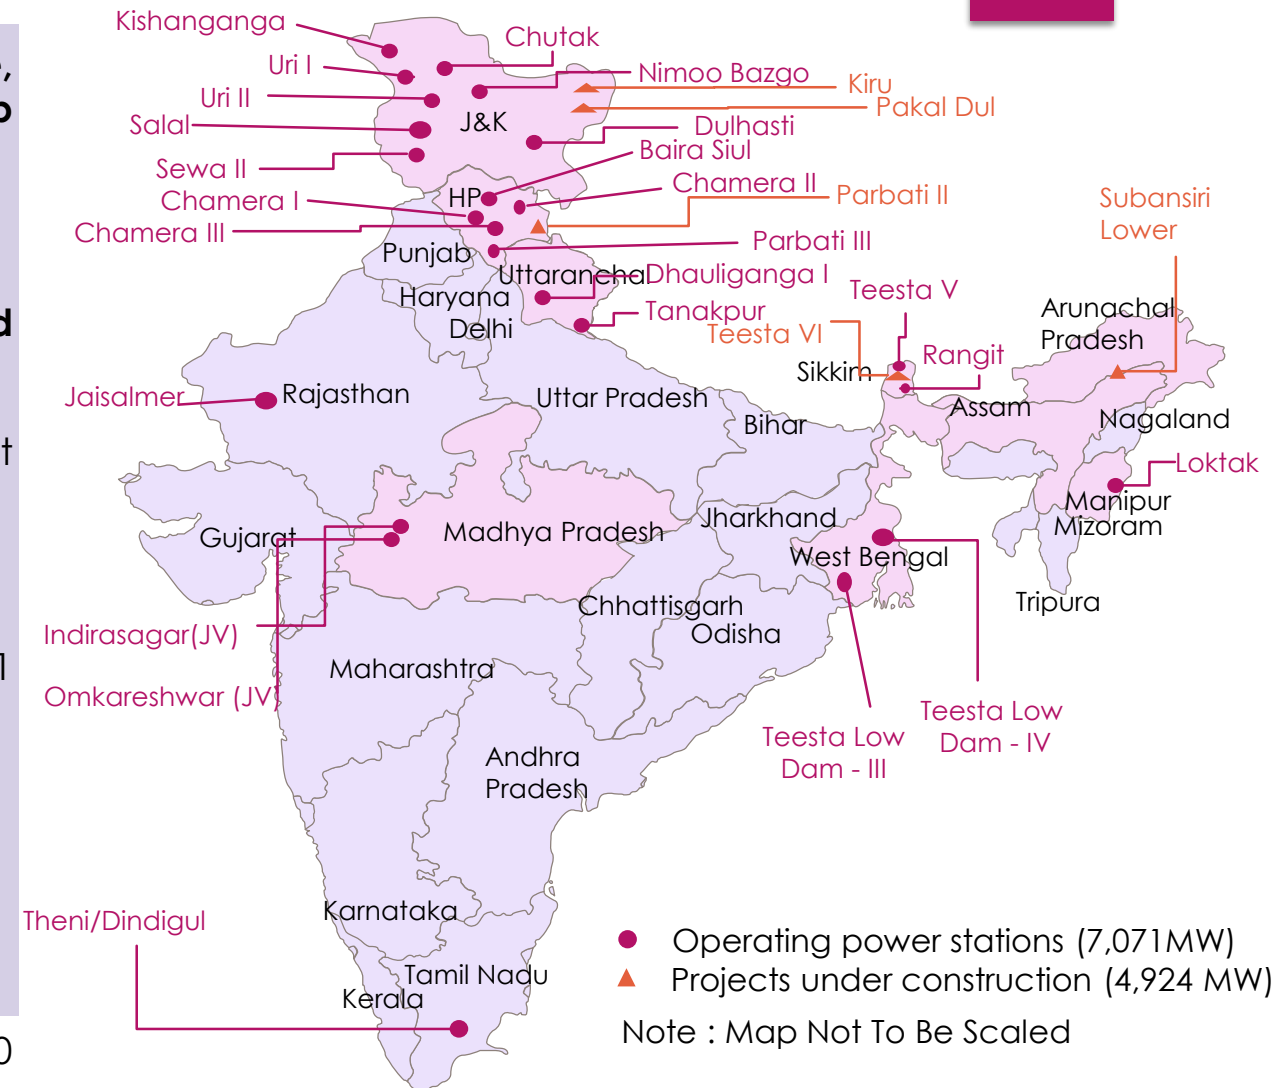 Kishanganga
Chutak
Uri I
Nimoo Bazgo
Kiru
Uri II
Pakal Dul
Salal
J&K
Dulhasti
Baira Siul
Sewa II
Chamera II
HP
Parbati II
Chamera I
Subansiri
Lower
Chamera III
Parbati III
Punjab
Uttaranchal
Dhauliganga I
Haryana
Teesta V
Tanakpur
Arunachal
Pradesh
Delhi
Teesta VI
Rangit
Sikkim
Jaisalmer
Rajasthan
Uttar Pradesh
Assam
Bihar
Nagaland
Loktak
Manipur
Mizoram
Jharkhand
Madhya Pradesh
Gujarat
West Bengal
Tripura
Chhattisgarh
Odisha
Indirasagar(JV)
Maharashtra
Omkareshwar (JV)
Teesta Low
Dam - IV
Teesta Low
Dam - III
Andhra
Pradesh
Karnataka
Theni/Dindigul
Tamil Nadu
Kerala
Operating power stations (7,071MW)
Projects under construction (4,924 MW)
Note : Map Not To Be Scaled